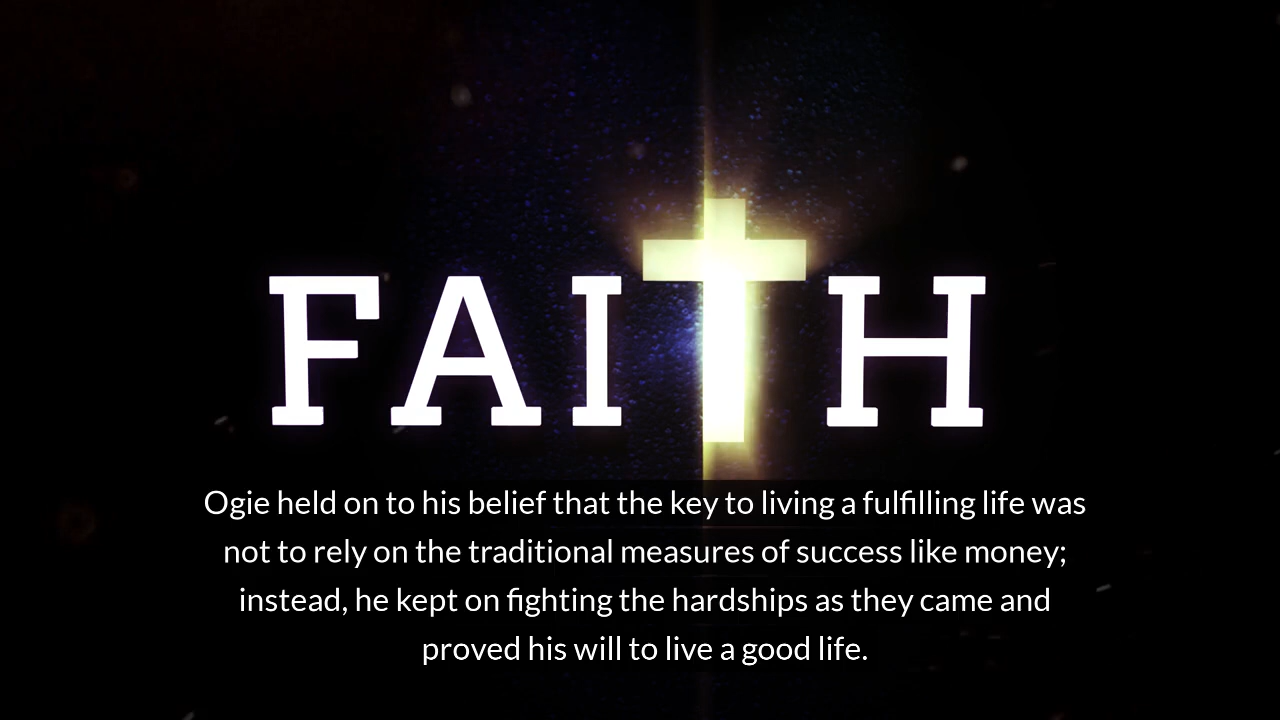 FAITH
Ogie held on to his belief that the key to living a fulfilling life was
not to rely on the traditional measures of success like money;
instead, he kept on fighting the hardships as they came and
proved his will to live a good life.